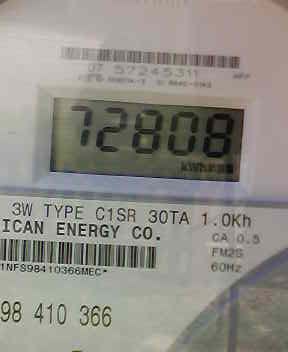 57245311
72808
kWh
3W TYPE C1SR 30TA 1.0Kh
ICAN ENERGY CO.
CA 0.5
FM2S
60Hz
1NFS98410366MEC*
98 410 366